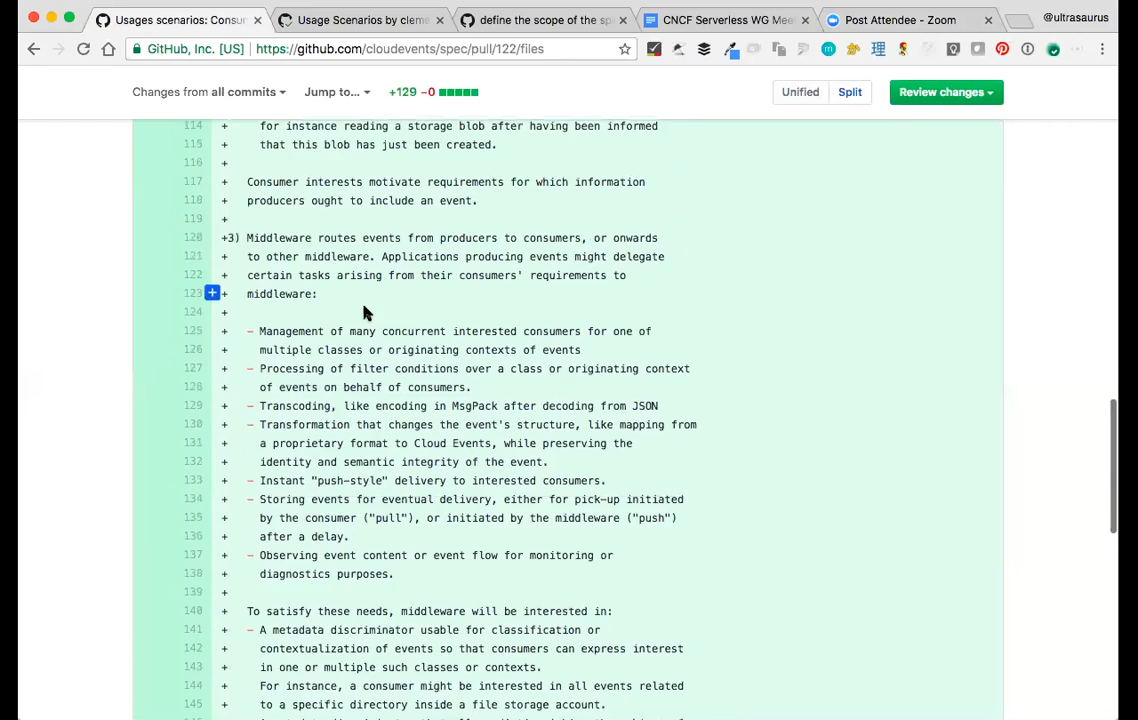 Usages scenarios: Consun
Usage Scenarios by cleme
define the scope of the sp
CNCF Serverless WG Mee
Post Attendee - Zoom
@ultrasaurus
GitHub, Inc. [US]
https://github.com/cloudevents/spec/pull/122/files
Changes from all commits
Jump to...
+129 −0
Unified
Split
Review changes
114 + for instance reading a storage blob after having been informed
115 + that this blob has just been created.
116 +
117 + Consumer interests motivate requirements for which information
118 + producers ought to include an event.
119 +
120 +3) Middleware routes events from producers to consumers, or onwards
121 + to other middleware. Applications producing events might delegate
122 + certain tasks arising from their consumers' requirements to
123 + middleware:
124 +
125 + - Management of many concurrent interested consumers for one of
126 + multiple classes or originating contexts of events
127 + - Processing of filter conditions over a class or originating context
128 + of events on behalf of consumers.
129 + - Transcoding, like encoding in MsgPack after decoding from JSON
130 + - Transformation that changes the event's structure, like mapping from
131 + a proprietary format to Cloud Events, while preserving the
132 + identity and semantic integrity of the event.
133 + - Instant "push-style" delivery to interested consumers.
134 + - Storing events for eventual delivery, either for pick-up initiated
135 + by the consumer ("pull"), or initiated by the middleware ("push")
136 + after a delay.
137 + - Observing event content or event flow for monitoring or
138 + diagnostics purposes.
139 +
140 + To satisfy these needs, middleware will be interested in:
141 + - A metadata discriminator usable for classification or
142 + contextualization of events so that consumers can express interest
143 + in one or multiple such classes or contexts.
144 + For instance, a consumer might be interested in all events related
145 + to a specific directory inside a file storage account.